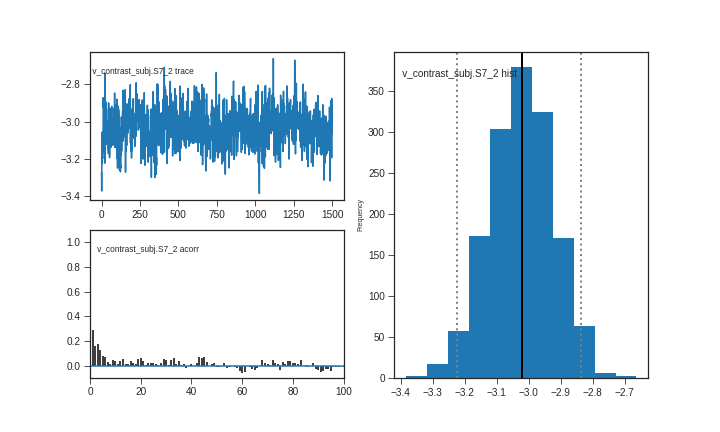 v_contrast_subj.S7_2 trace
−2.8
−3.0
−3.2
−3.4
0 250 500 750 1000 1250 1500
v_contrast_subj.S7_2 acorr
1.0
0.8
0.6
0.4
0.2
0.0
0 20 40 60 80 100
v_contrast_subj.S7_2 hist
Frequency
350
300
250
200
150
100
50
0
−3.4 −3.3 −3.2 −3.1 −3.0 −2.9 −2.8 −2.7